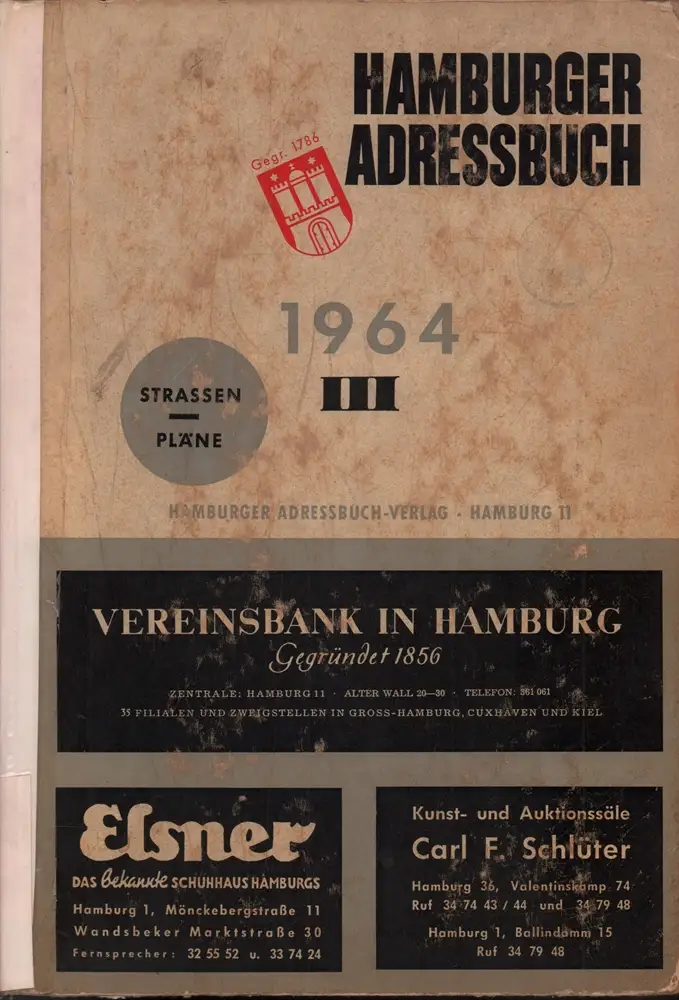 HAMBURGER
ADRESSBUCH
Gegr. 1786
1964
III
STRASSEN
PLÄNE
HAMBURGER ADRESSBUCH-VERLAG · HAMBURG 11
VEREINSBANK IN HAMBURG
Gegründet 1856
ZENTRALE: HAMBURG 11 · ALTER WALL 20—30 · TELEFON: 361 061
35 FILIALEN UND ZWEIGSTELLEN IN GROSS-HAMBURG, CUXHAVEN UND KIEL
Elsner
DAS Bekannte SCHUHHAUS HAMBURGS
Hamburg 1, Mönckebergstraße 11
Wandsbeker Marktstraße 30
Fernsprecher: 32 55 52 u. 33 74 24
Kunst- und Auktionssäle
Carl F. Schlüter
Hamburg 36, Valentinskamp 74
Ruf 34 74 43 / 44 und 34 79 48
Hamburg 1, Ballindamm 15
Ruf 34 79 48